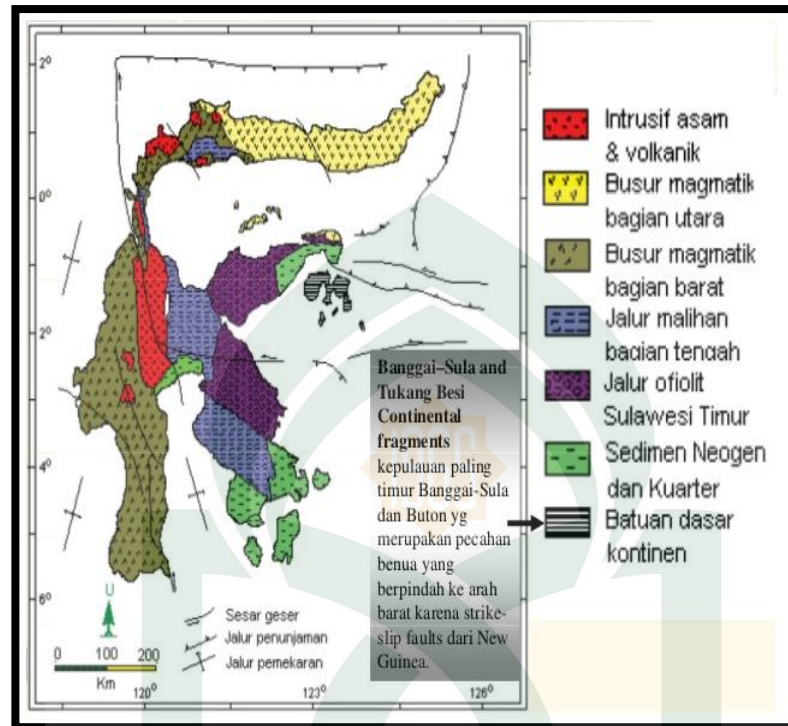 2°
0°
2°
4°
6°
U
0 100 200
Km
120°
123°
126°
Sesar geser
Jalur penunjaman
Jalur pemekaran
Banggai–Sula and
Tukang Besi
Continental
fragments
kepulauan paling
timur Banggai-Sula
dan Buton yg
merupakan pecahan
benua yang
berpindah ke arah
barat karena strike-
slip faults dari New
Guinea.
Intrusif asam
& volkanik
Busur magmatik
bagian utara
Busur magmatik
bagian barat
Jalur malihan
bagian tengah
Jalur ofiolit
Sulawesi Timur
Sedimen Neogen
dan Kuarter
Batuan dasar
kontinen